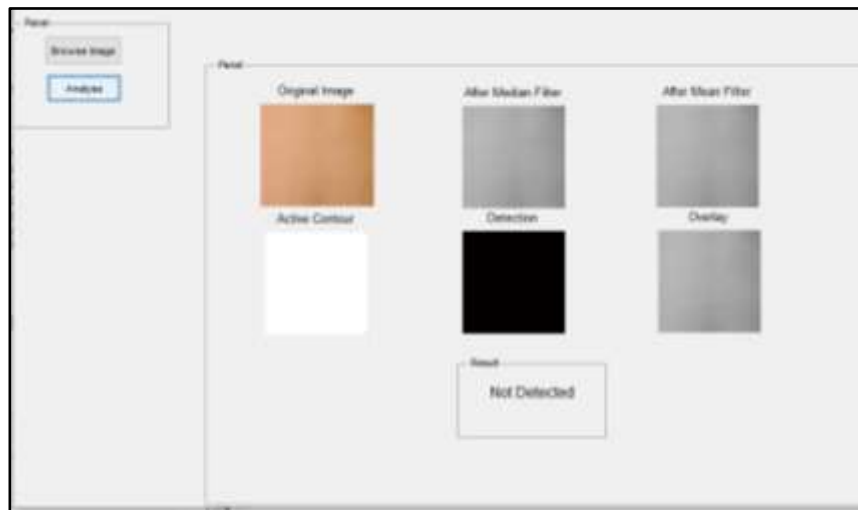 Panel
Browse Image
Analysis
Panel
Original Image
After Median Filter
After Mean Filter
Active Contour
Detection
Overlay
Result
Not Detected